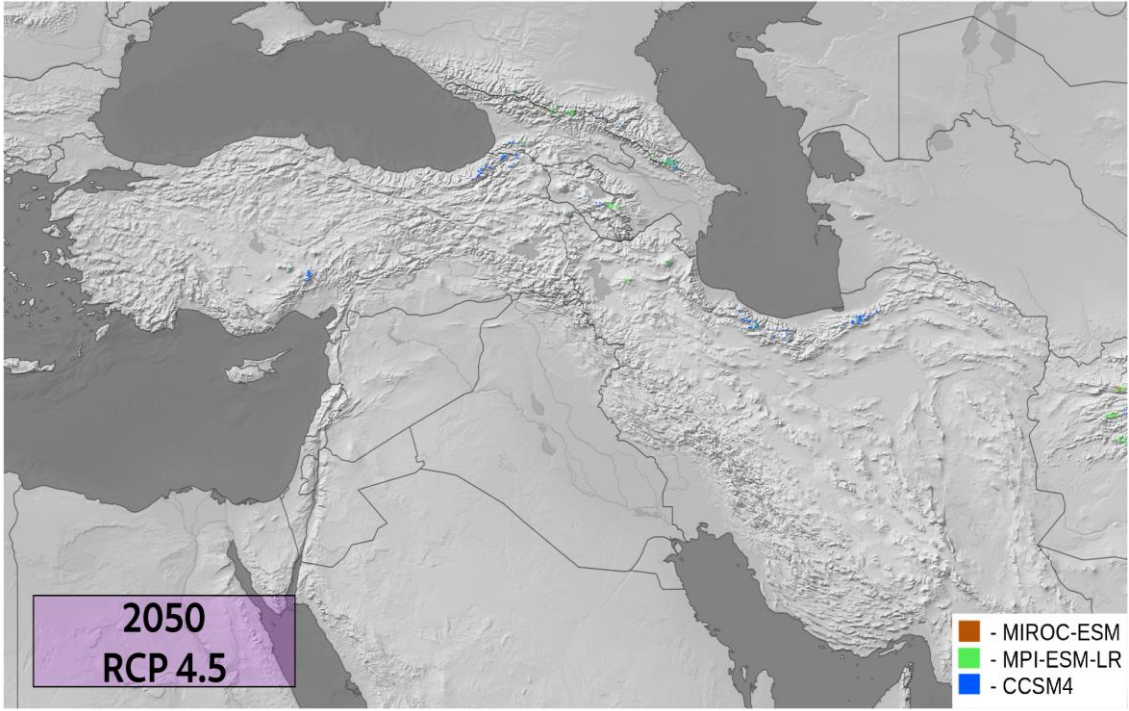 2050
RCP 4.5
- MIROC-ESM
- MPI-ESM-LR
- CCSM4